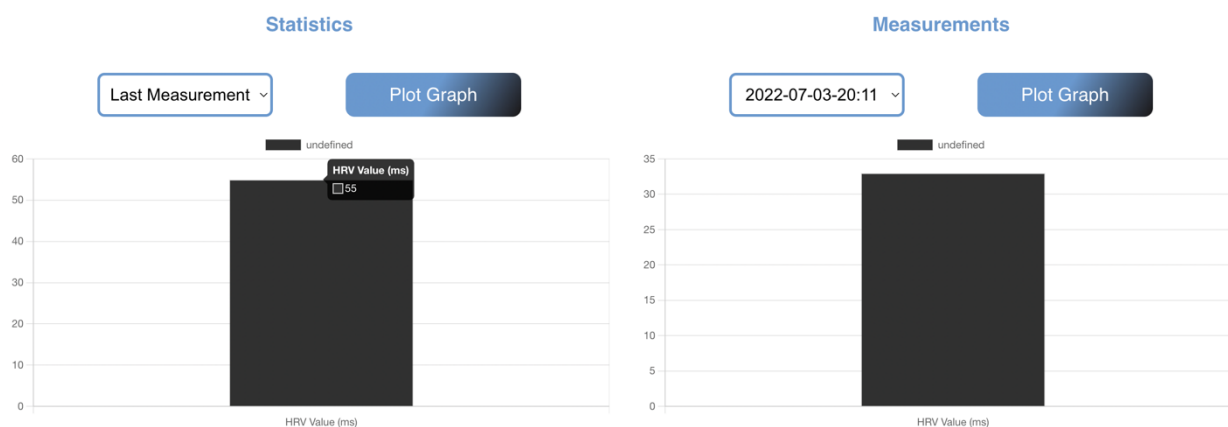 Statistics
Last Measurement
Plot Graph
undefined
60
50
40
30
20
10
0
HRV Value (ms)
55
HRV Value (ms)
Measurements
2022-07-03-20:11
Plot Graph
undefined
35
30
25
20
15
10
5
0
HRV Value (ms)